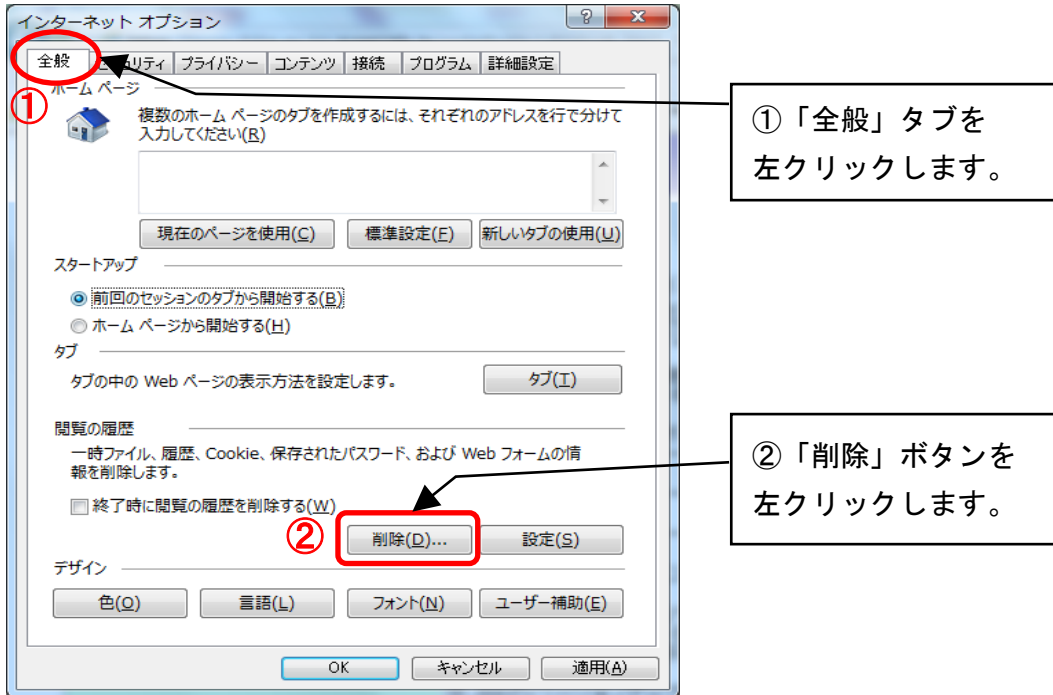 インターネット オプション
全般 セキュリティ プライバシー コンテンツ 接続 プログラム 詳細設定
①
ホーム ページ
複数のホーム ページのタブを作成するには、それぞれのアドレスを行で分けて
入力してください(R)
現在のページを使用(C) 標準設定(F) 新しいタブの使用(U)
スタートアップ
前回のセッションのタブから開始する(B)
ホーム ページから開始する(H)
タブ
タブの中の Web ページの表示方法を設定します。 タブ(T)
閲覧の履歴
一時ファイル、履歴、Cookie、保存されたパスワード、および Web フォームの情
報を削除します。
終了時に閲覧の履歴を削除する(W)
②
削除(D)... 設定(S)
デザイン
色(O) 言語(L) フォント(N) ユーザー補助(E)
OK キャンセル 適用(A)
①「全般」タブを
左クリックします。
②「削除」ボタンを
左クリックします。